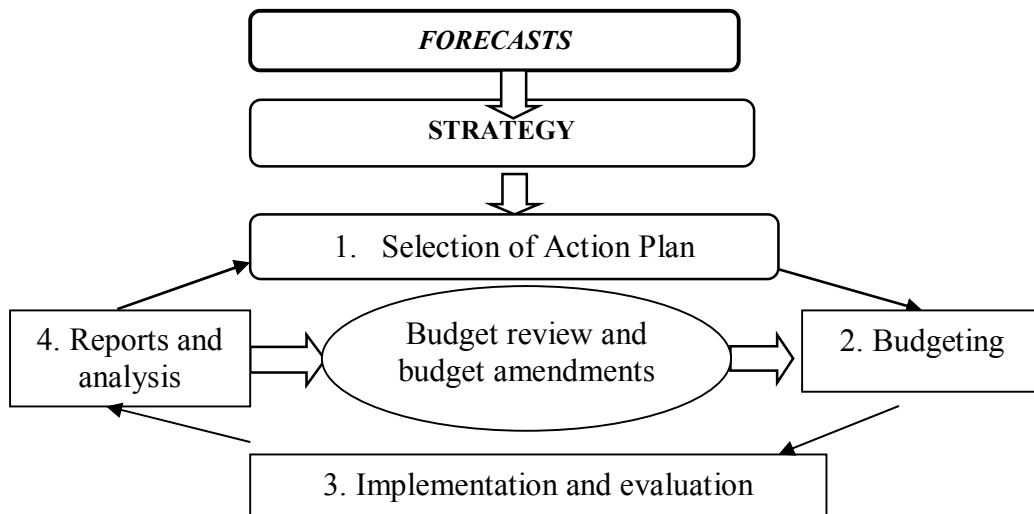 FORECASTS
STRATEGY
1. Selection of Action Plan
4. Reports and
analysis
Budget review and
budget amendments
2. Budgeting
3. Implementation and evaluation